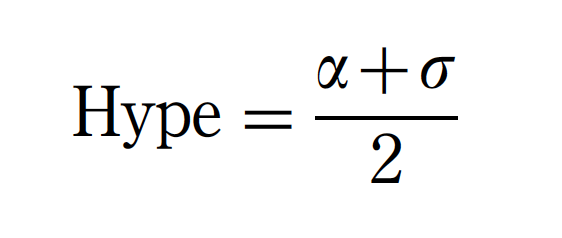 Hype = α + σ / 2